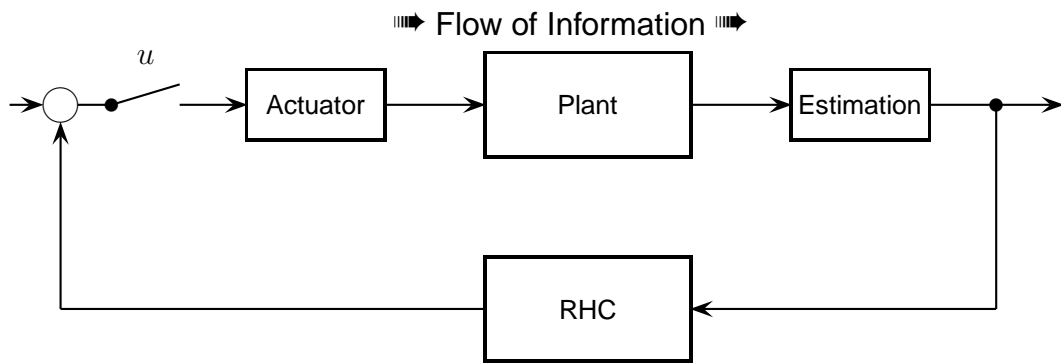 ➠ Flow of Information ➠
u
Actuator
Plant
Estimation
RHC